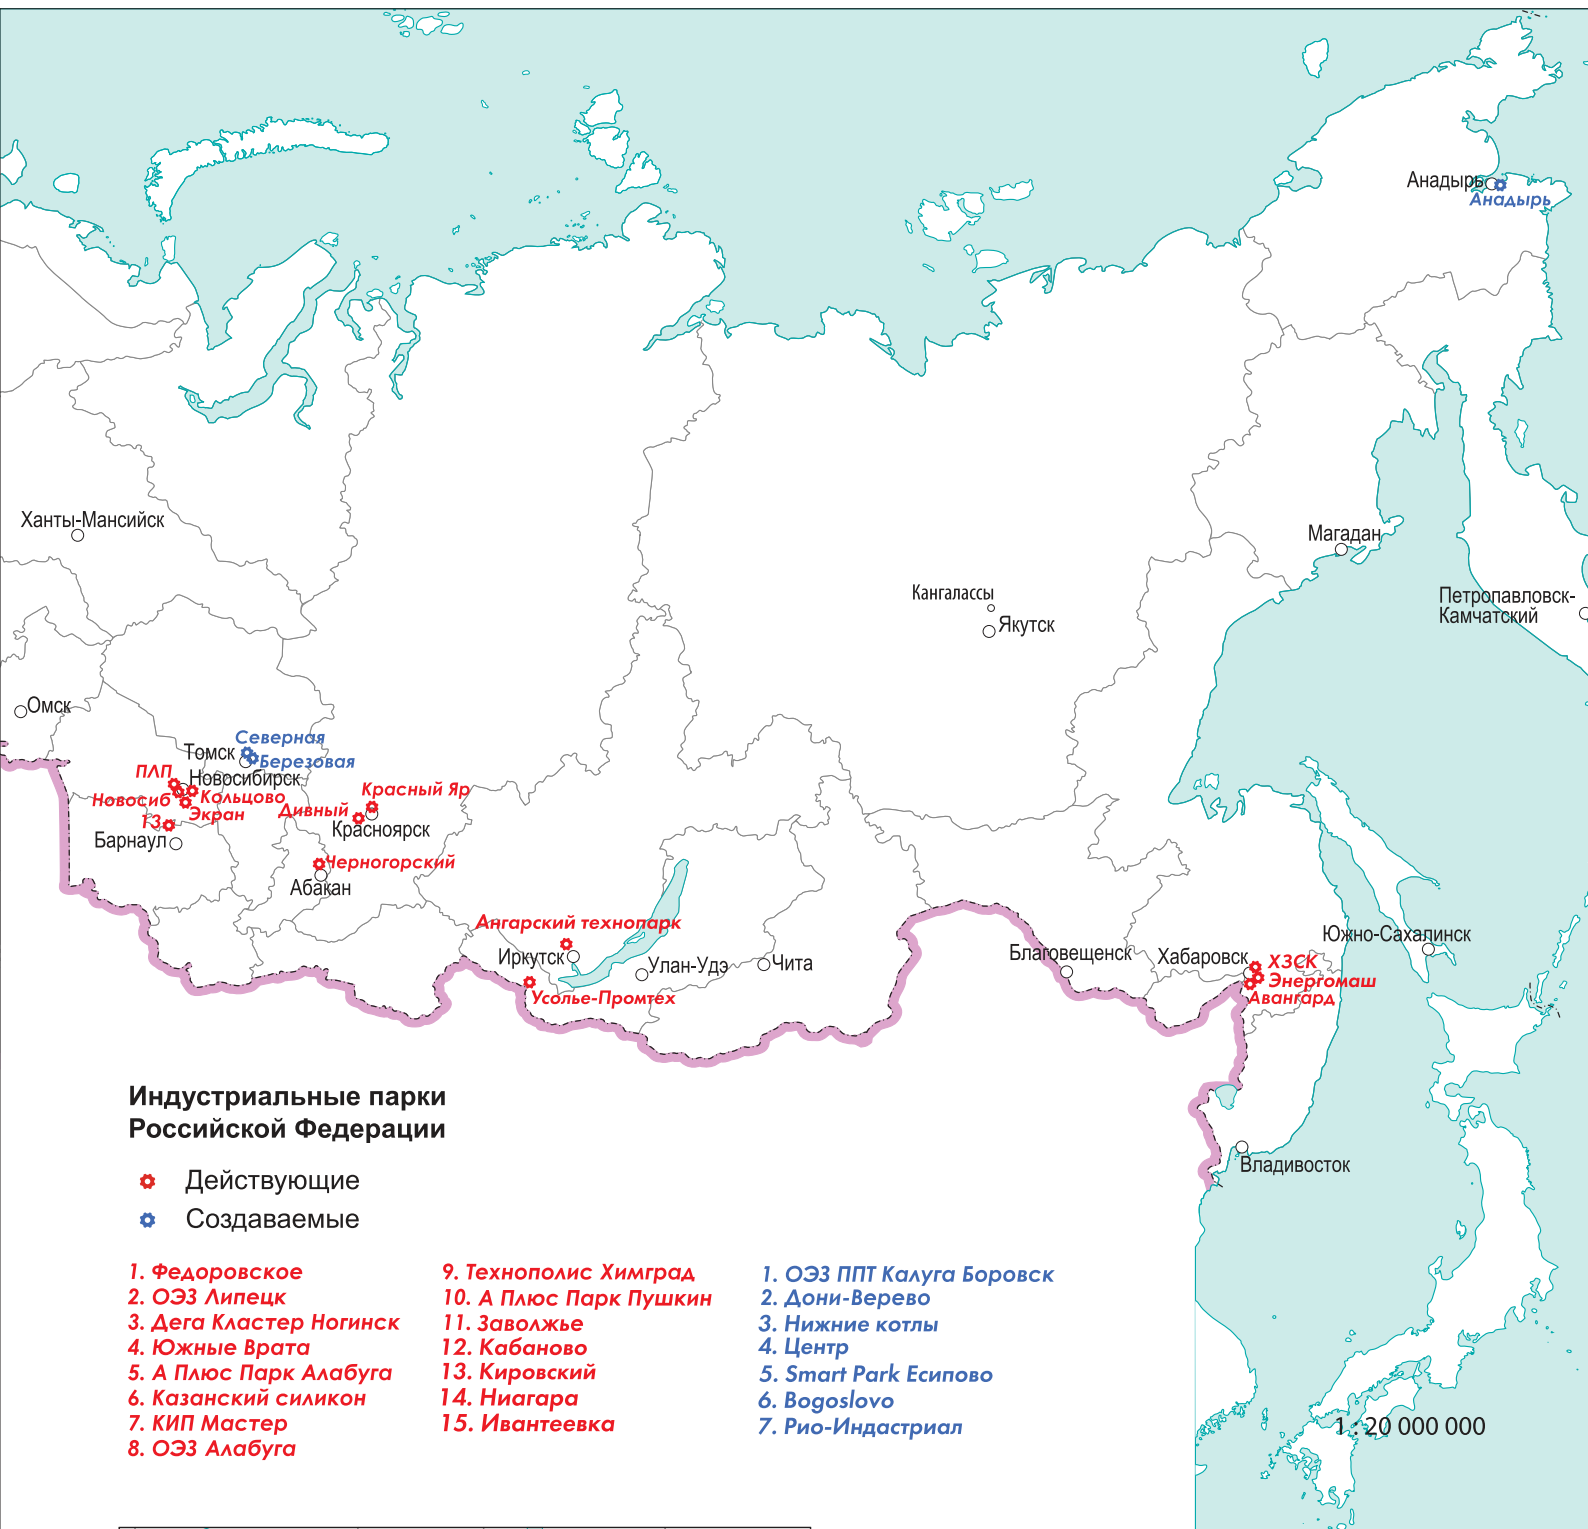 Анадырь
Анадырь
Ханты-Мансийск
Магадан
Кангалассы
Якутск
Петропавловск-
Камчатский
Омск
Северная
Томск
Березовая
ПЛП
Новосибирск
Новосиб
Кольцово
Экран
13
Барнаул
Красный Яр
Дивный
Красноярск
Черногорский
Абакан
Ангарский технопарк
Иркутск
Усолье-Промтех
Улан-Удэ
Чита
Благовещенск
Хабаровск
ХЗСК
Энергомаш
Авангард
Южно-Сахалинск
Владивосток
Индустриальные парки
Российской Федерации
Действующие
Создаваемые
1. Федоровское
2. ОЭЗ Липецк
3. Дега Кластер Ногинск
4. Южные Врата
5. А Плюс Парк Алабуга
6. Казанский силикон
7. КИП Мастер
8. ОЭЗ Алабуга
9. Технополис Химград
10. А Плюс Парк Пушкин
11. Заволжье
12. Кабаново
13. Кировский
14. Ниагара
15. Ивантеевка
1. ОЭЗ ППТ Калуга Боровск
2. Дони-Верево
3. Нижние котлы
4. Центр
5. Smart Park Есипово
6. Bogoslovo
7. Рио-Индастриал
1:20 000 000